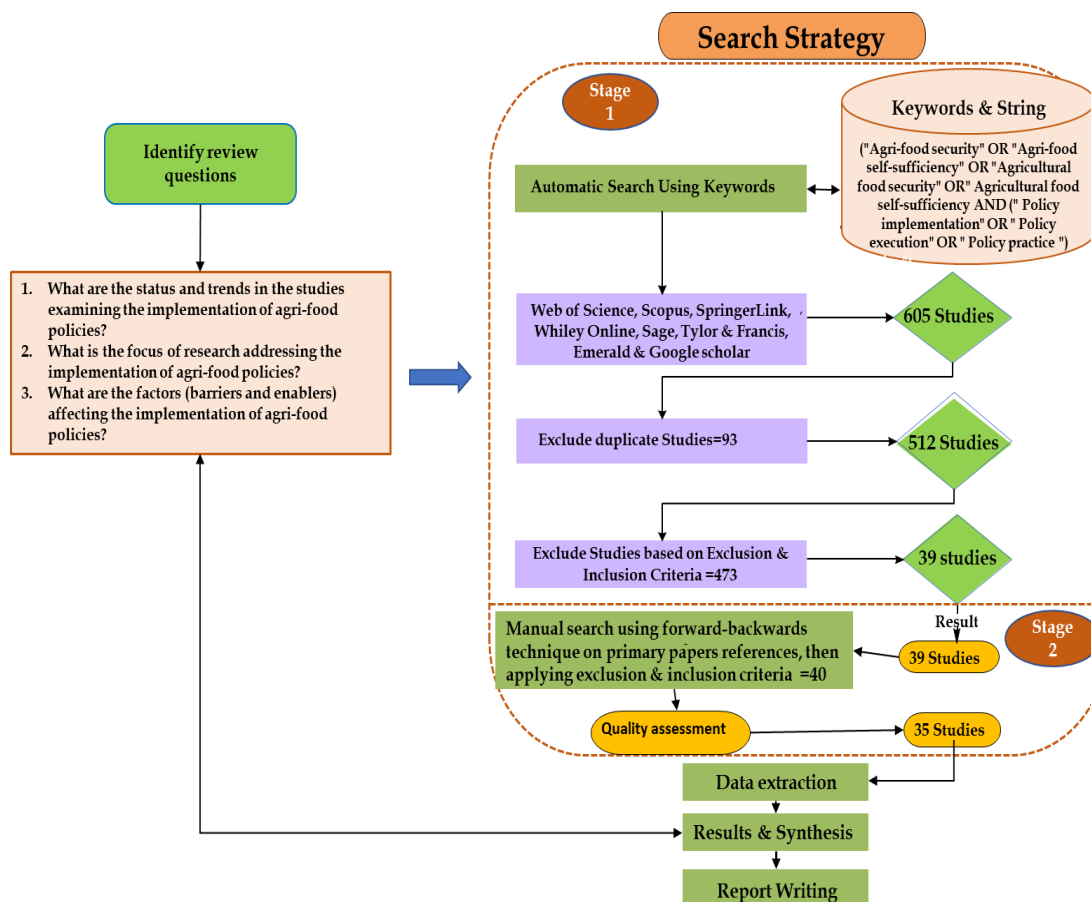 Search Strategy
Stage
1
Keywords & String
("Agri-food security" OR "Agri-food
self-sufficiency" OR "Agricultural
food security" OR" Agricultural food
self-sufficiency AND (" Policy
implementation" OR " Policy
execution" OR " Policy practice ")
Identify review
questions
Automatic Search Using Keywords
1. What are the status and trends in the studies
examining the implementation of agri-food
policies?
2. What is the focus of research addressing the
implementation of agri-food policies?
3. What are the factors (barriers and enablers)
affecting the implementation of agri-food
policies?
Web of Science, Scopus, SpringerLink,
Whiley Online, Sage, Tylor & Francis,
Emerald & Google scholar
605 Studies
Exclude duplicate Studies=93
512 Studies
Exclude Studies based on Exclusion &
Inclusion Criteria =473
39 studies
Result
Stage
2
39 Studies
Manual search using forward-backwards
technique on primary papers references, then
applying exclusion & inclusion criteria =40
Quality assessment
35 Studies
Data extraction
Results & Synthesis
Report Writing